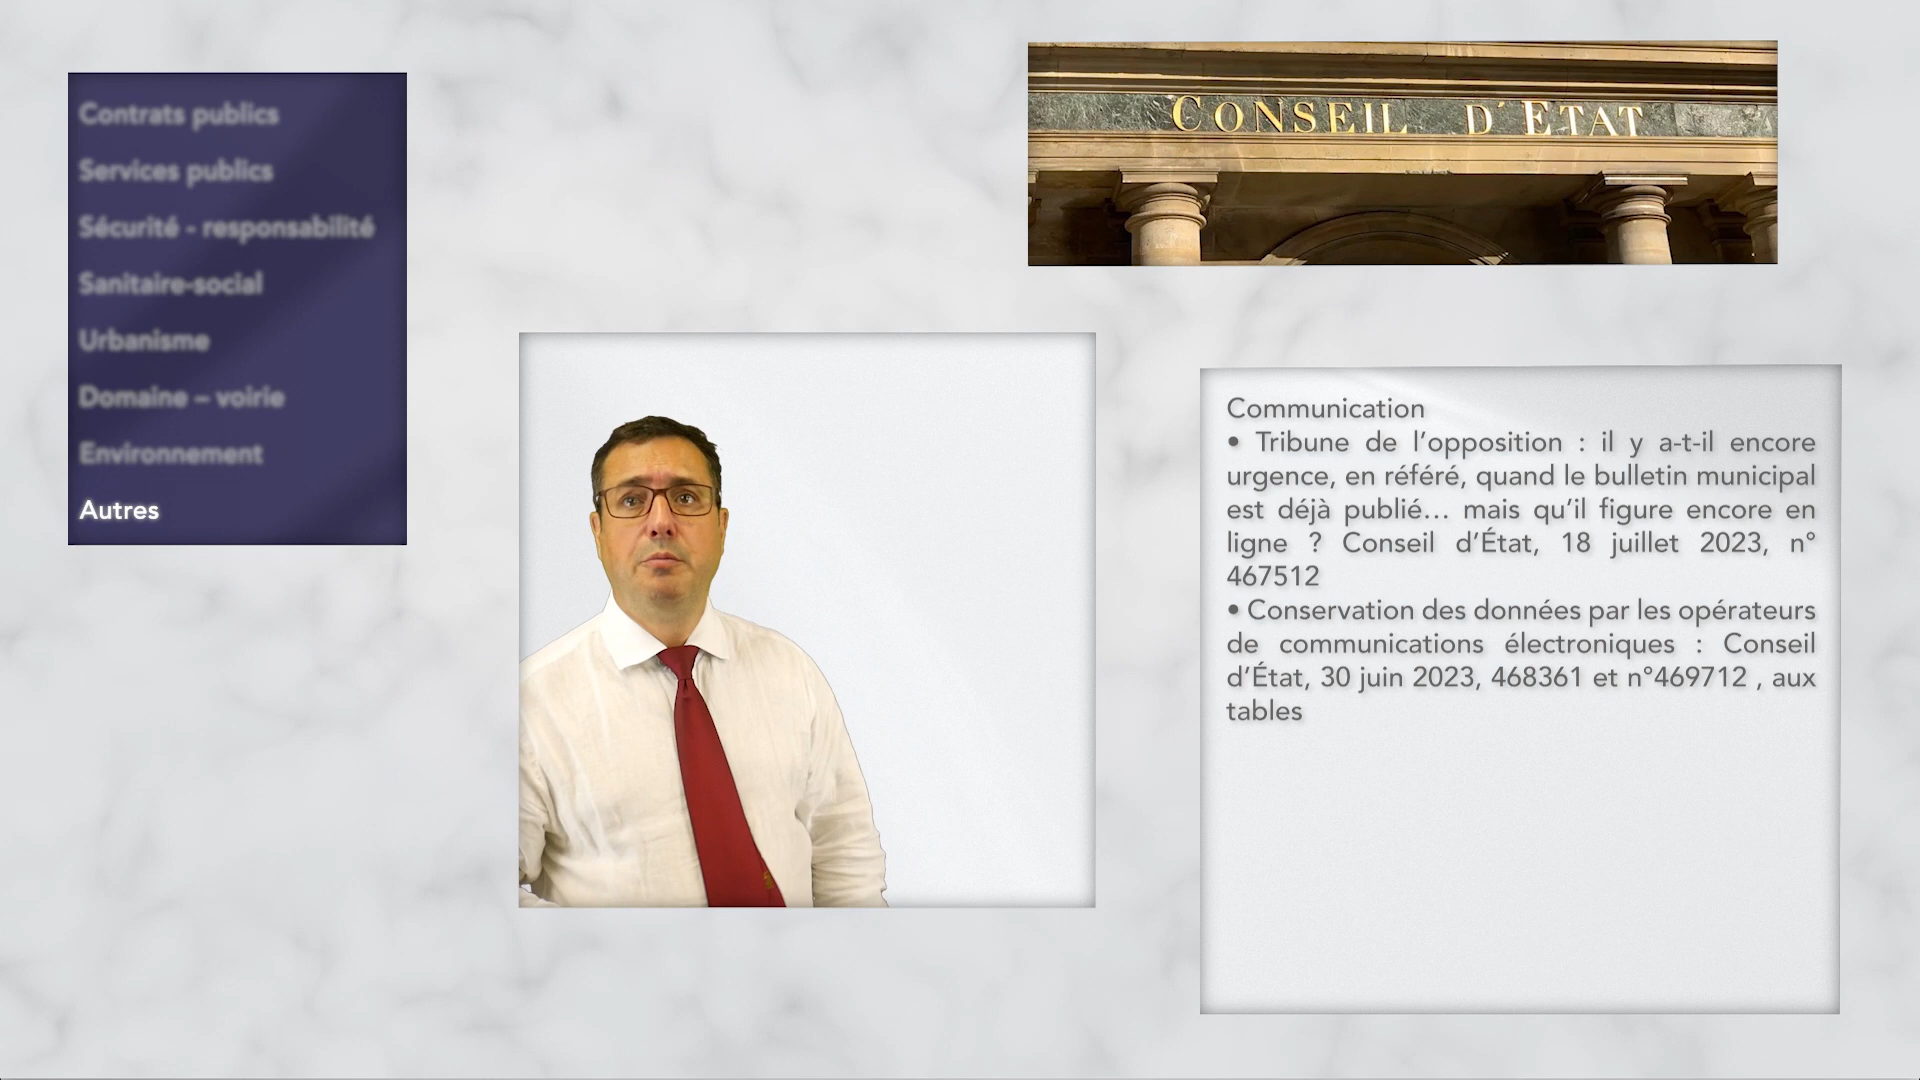 Contrats publics
Services publics
Sécurité - responsabilité
Sanitaire-social
Urbanisme
Domaine – voirie
Environnement
Autres
CONSEIL D'ETAT
Communication
• Tribune de l’opposition : il y a-t-il encore
urgence, en référé, quand le bulletin municipal
est déjà publié… mais qu’il figure encore en
ligne ? Conseil d’État, 18 juillet 2023, n°
467512
• Conservation des données par les opérateurs
de communications électroniques : Conseil
d’État, 30 juin 2023, 468361 et n°469712 , aux
tables